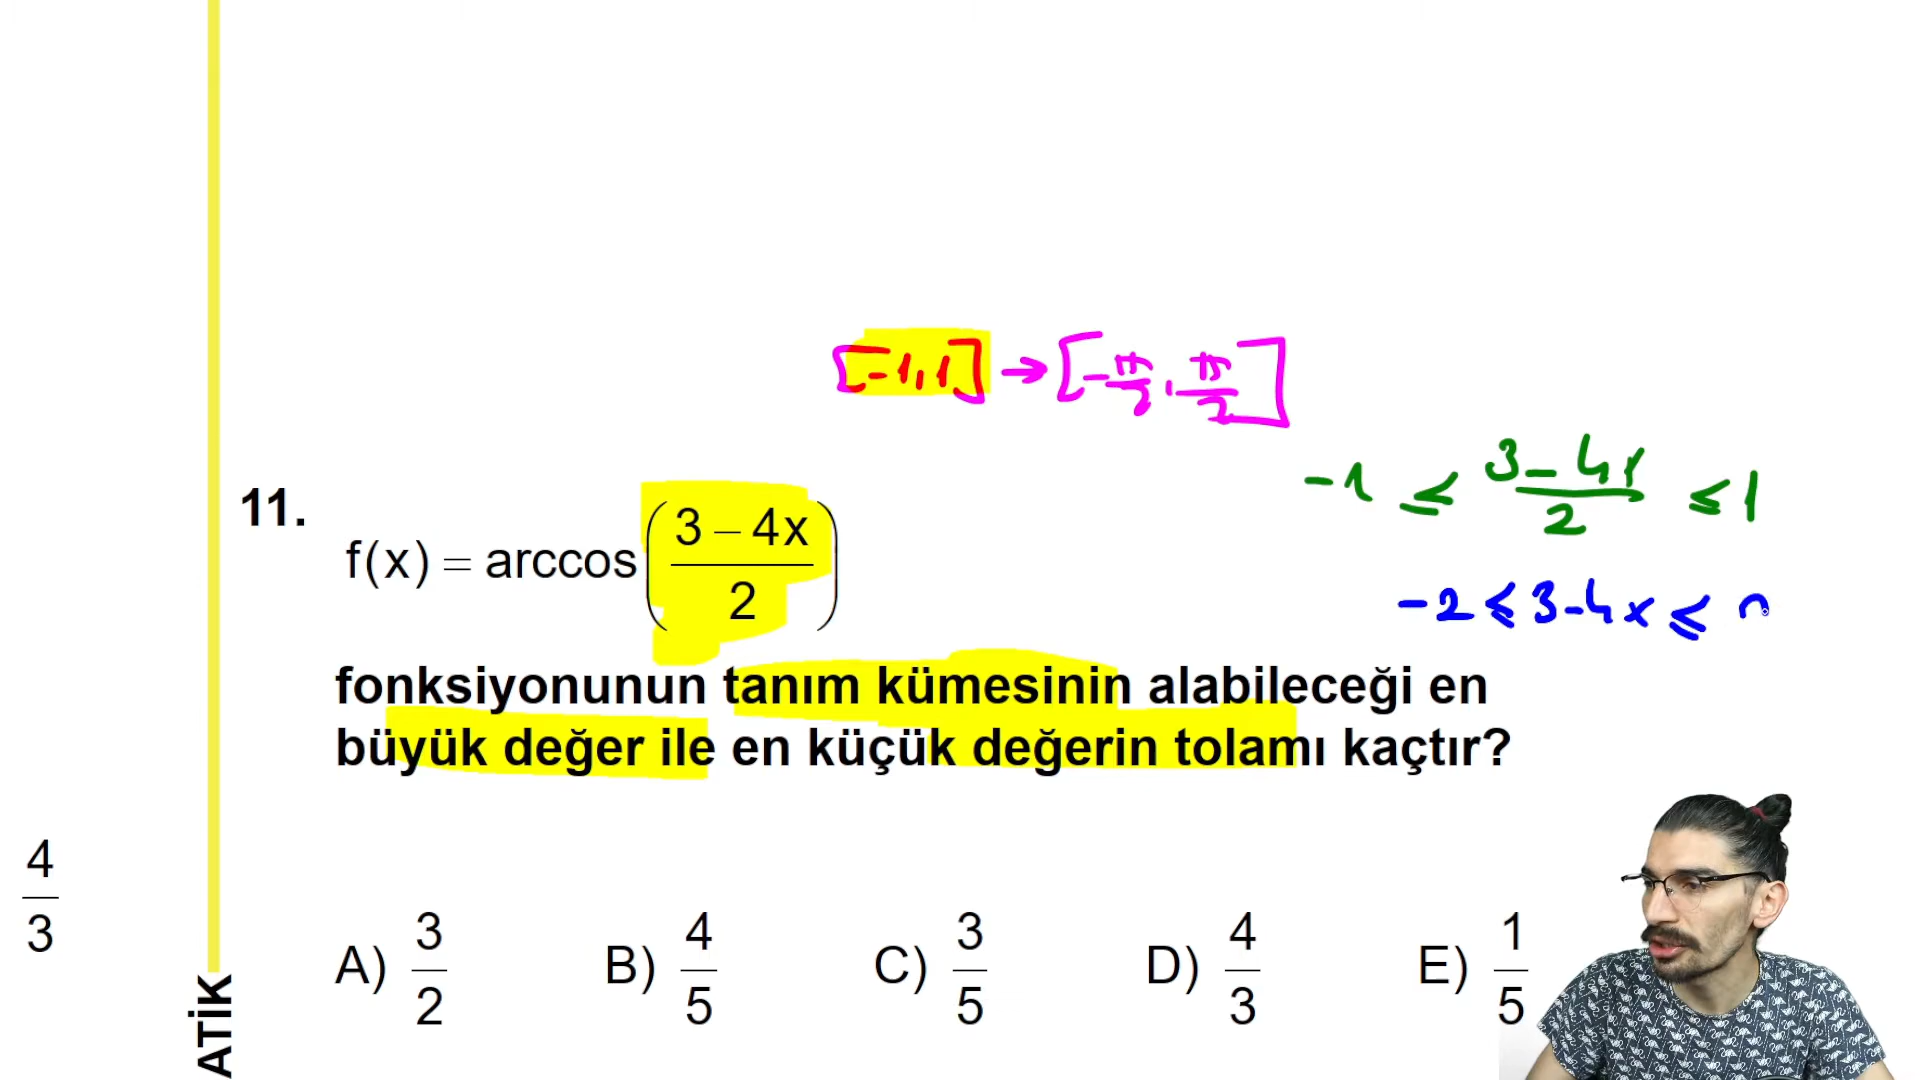 [-1,1] → [-π/2, π/2]
-1 ≤ (3-4x)/2 ≤ 1
11.
f(x) = arccos((3 – 4x)/2)
-2 ≤ 3-4x ≤
fonksiyonunun tanım kümesinin alabileceği en
büyük değer ile en küçük değerin tolamı kaçtır?
4/3
A) 3/2 B) 4/5 C) 3/5 D) 4/3 E) 1/5
ATİK